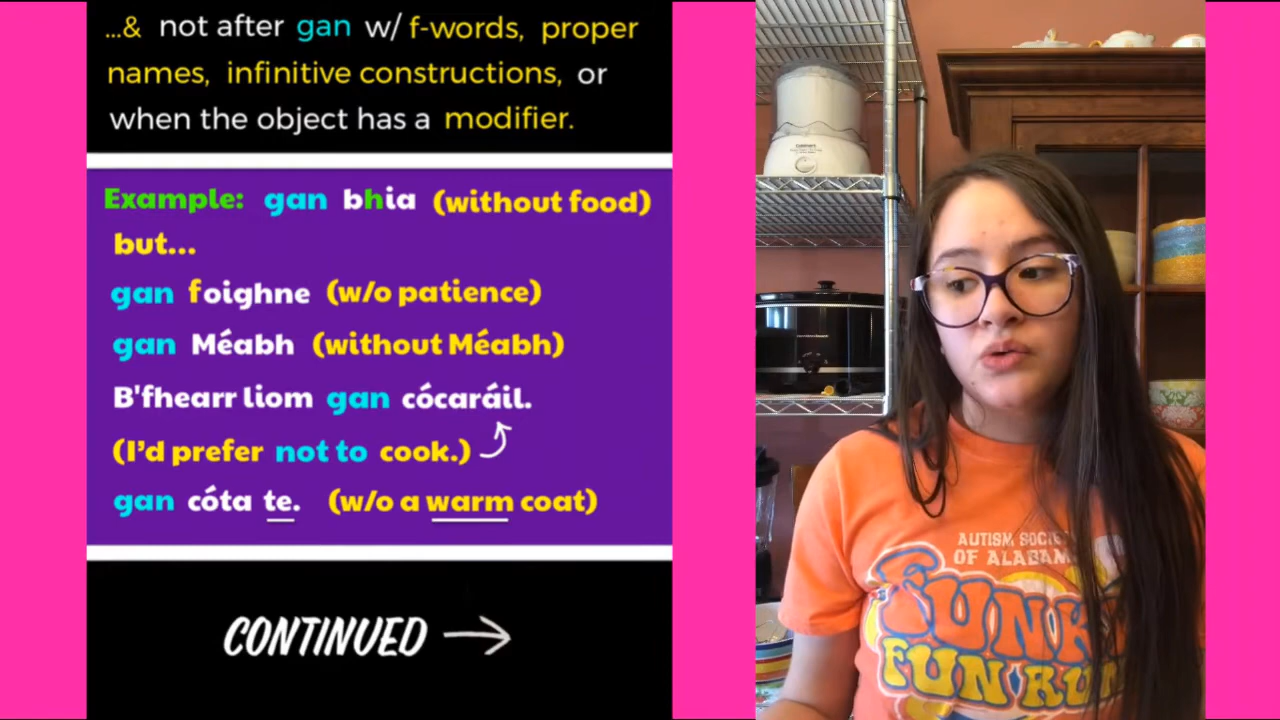 ...& not after gan w/ f-words, proper
names, infinitive constructions, or
when the object has a modifier.
Example: gan bhia (without food)
but...
gan foighne (w/o patience)
gan Méabh (without Méabh)
B'fhearr liom gan cócaráil.
(I'd prefer not to cook.)
gan cóta te. (w/o a warm coat)
CONTINUED
AUTISM
OF ALABAMA
FUN RUN